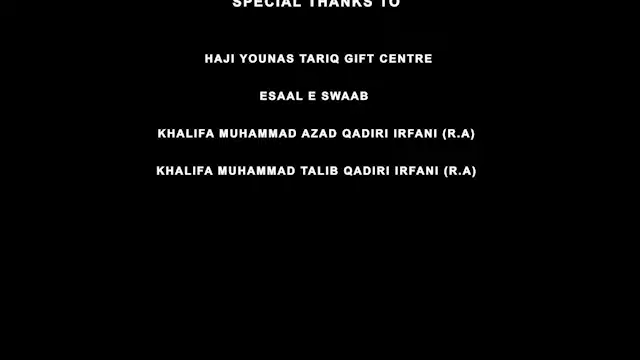 SPECIAL THANKS TO
HAJI YOUNAS TARIQ GIFT CENTRE
ESAAL E SWAAB
KHALIFA MUHAMMAD AZAD QADIRI IRFANI (R.A)
KHALIFA MUHAMMAD TALIB QADIRI IRFANI (R.A)